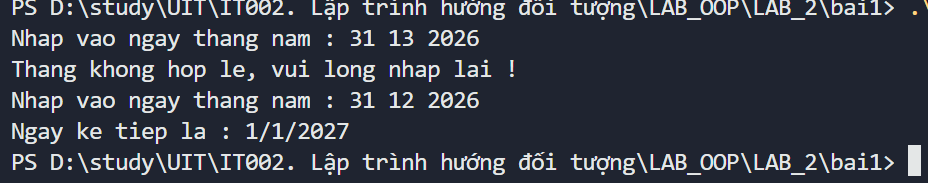 PS D:\study\UIT\IT002. Lập trình hướng đối tượng\LAB_OOP\LAB_2\bai1> .\
Nhap vao ngay thang nam : 31 13 2026
Thang khong hop le, vui long nhap lai !
Nhap vao ngay thang nam : 31 12 2026
Ngay ke tiep la : 1/1/2027
PS D:\study\UIT\IT002. Lập trình hướng đối tượng\LAB_OOP\LAB_2\bai1>